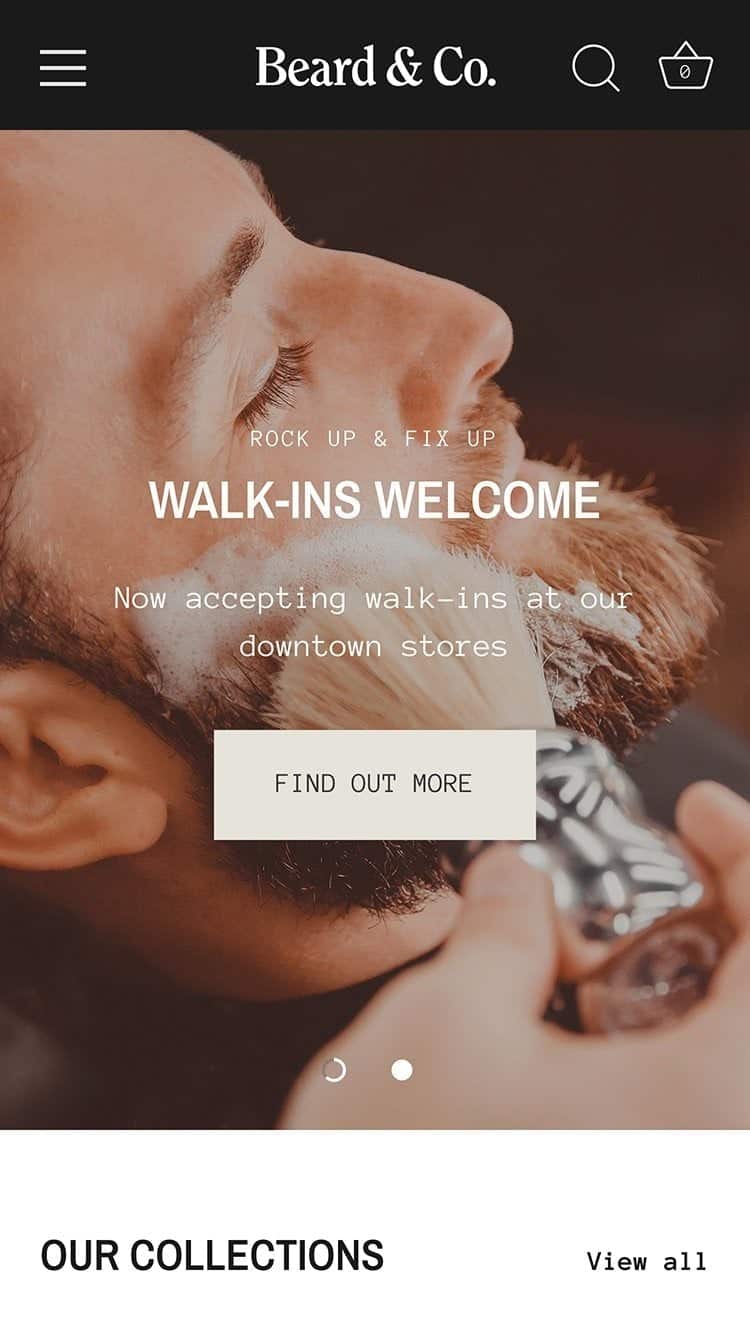 Beard & Co.
0
ROCK UP & FIX UP
WALK-INS WELCOME
Now accepting walk-ins at our
downtown stores
FIND OUT MORE
OUR COLLECTIONS
View all